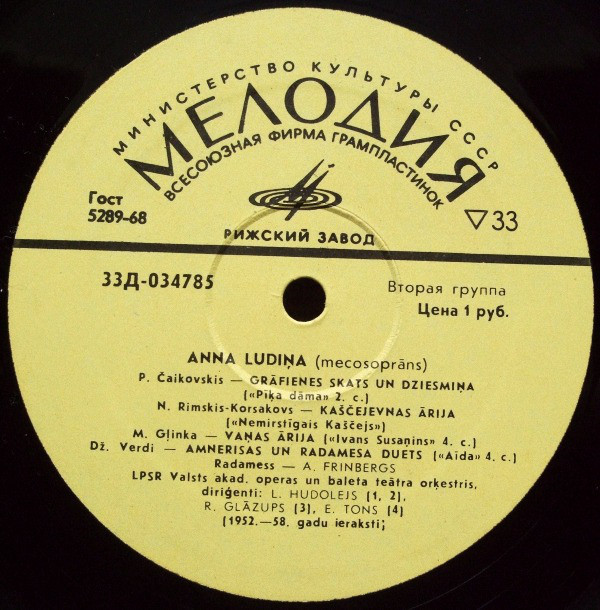 МИНИСТЕРСТВО КУЛЬТУРЫ СССР
МЕЛОДИЯ
ВСЕСОЮЗНАЯ ФИРМА ГРАМПЛАСТИНОК
Гост
5289-68
33
РИЖСКИЙ ЗАВОД
33Д-034785
Вторая группа
Цена 1 руб.
ANNA LUDIŅA (mecosoprāns)
P. Čaikovskis — GRĀFIENES SKATS UN DZIESMIŅA
(«Pīķa dāma» 2. c.)
N. Rimskis-Korsakovs — KAŠČEJEVNAS ĀRIJA
(«Nemirstīgais Kaščejs»)
M. Gļinka — VAŅAS ĀRIJA («Ivans Susaņins» 4. c.)
Dž. Verdi — AMNERISAS UN RADAMESA DUETS («Aīda» 4. c.)
Radamess — A. FRINBERGS
LPSR Valsts akad. operas un baleta teātra orķestris,
diriģenti: L. HUDOLEJS (1, 2),
R. GLĀZUPS (3), E. TONS (4)
(1952.—58. gadu ieraksti;